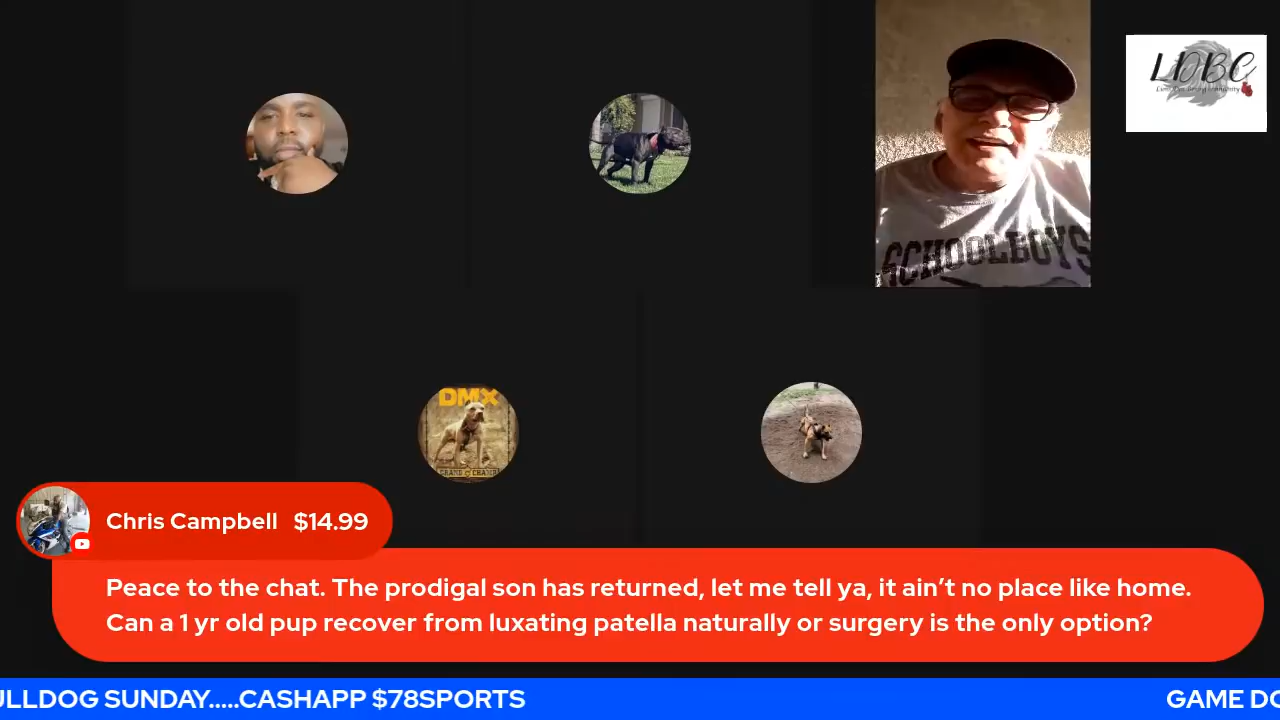 LDBC
SCHOOLBOYS
DMX
GRAND CHAMP
Chris Campbell $14.99
Peace to the chat. The prodigal son has returned, let me tell ya, it ain’t no place like home.
Can a 1 yr old pup recover from luxating patella naturally or surgery is the only option?
ULLDOG SUNDAY.....CASHAPP $78SPORTS GAME DO